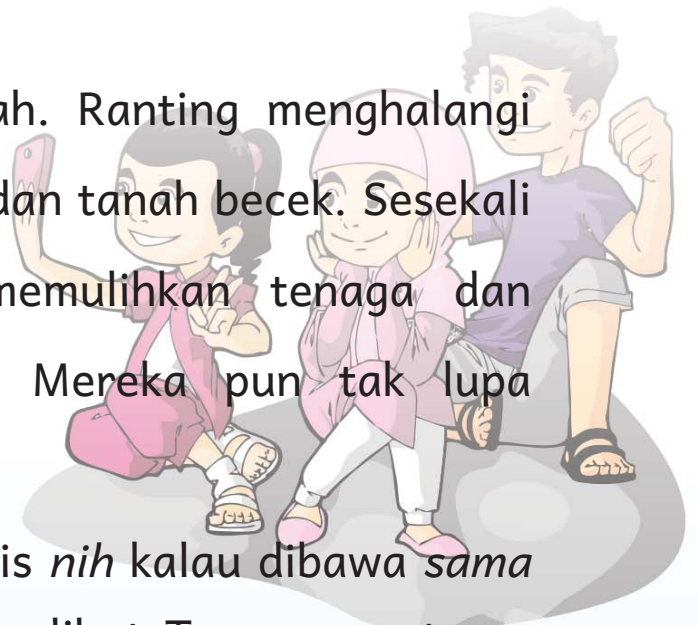 ah. Ranting menghalangi
dan tanah becek. Sesekali
memulihkan tenaga dan
Mereka pun tak lupa
is nih kalau dibawa sama